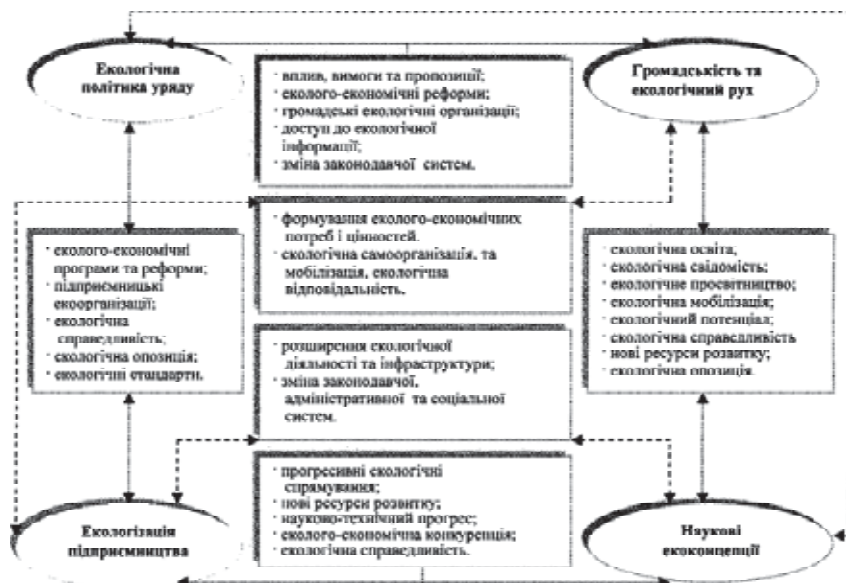 Екологічна
політика уряду
· вплив, вимоги та пропозиції;
· еколого-економічні реформи;
· громадські екологічні організації;
· доступ до екологічної
інформації;
· зміна законодавчої систем.
Громадськість та
екологічний рух
· формування еколого-економічних
потреб і цінностей.
· екологічна самоорганізація, та
мобілізація, екологічна
відповідальність.
· еколого-економічні
програми та реформи;
· підприємницькі
екоорганізації;
· екологічна
справедливість;
· екологічна опозиція;
· екологічні стандарти.
· розширення екологічної
діяльності та інфраструктури;
· зміна законодавчої,
адміністративної та соціальної
систем.
· екологічна освіта,
· екологічна свідомість;
· екологічне просвітництво;
· екологічна мобілізація;
· екологічний потенціал;
· екологічна справедливість
· нові ресурси розвитку;
· екологічна опозиція.
Екологізація
підприємництва
· прогресивні екологічні
спрямування;
· нові ресурси розвитку;
· науково-технічний прогрес;
· еколого-економічна конкуренція;
· екологічна справедливість.
Наукові
екоконцепції